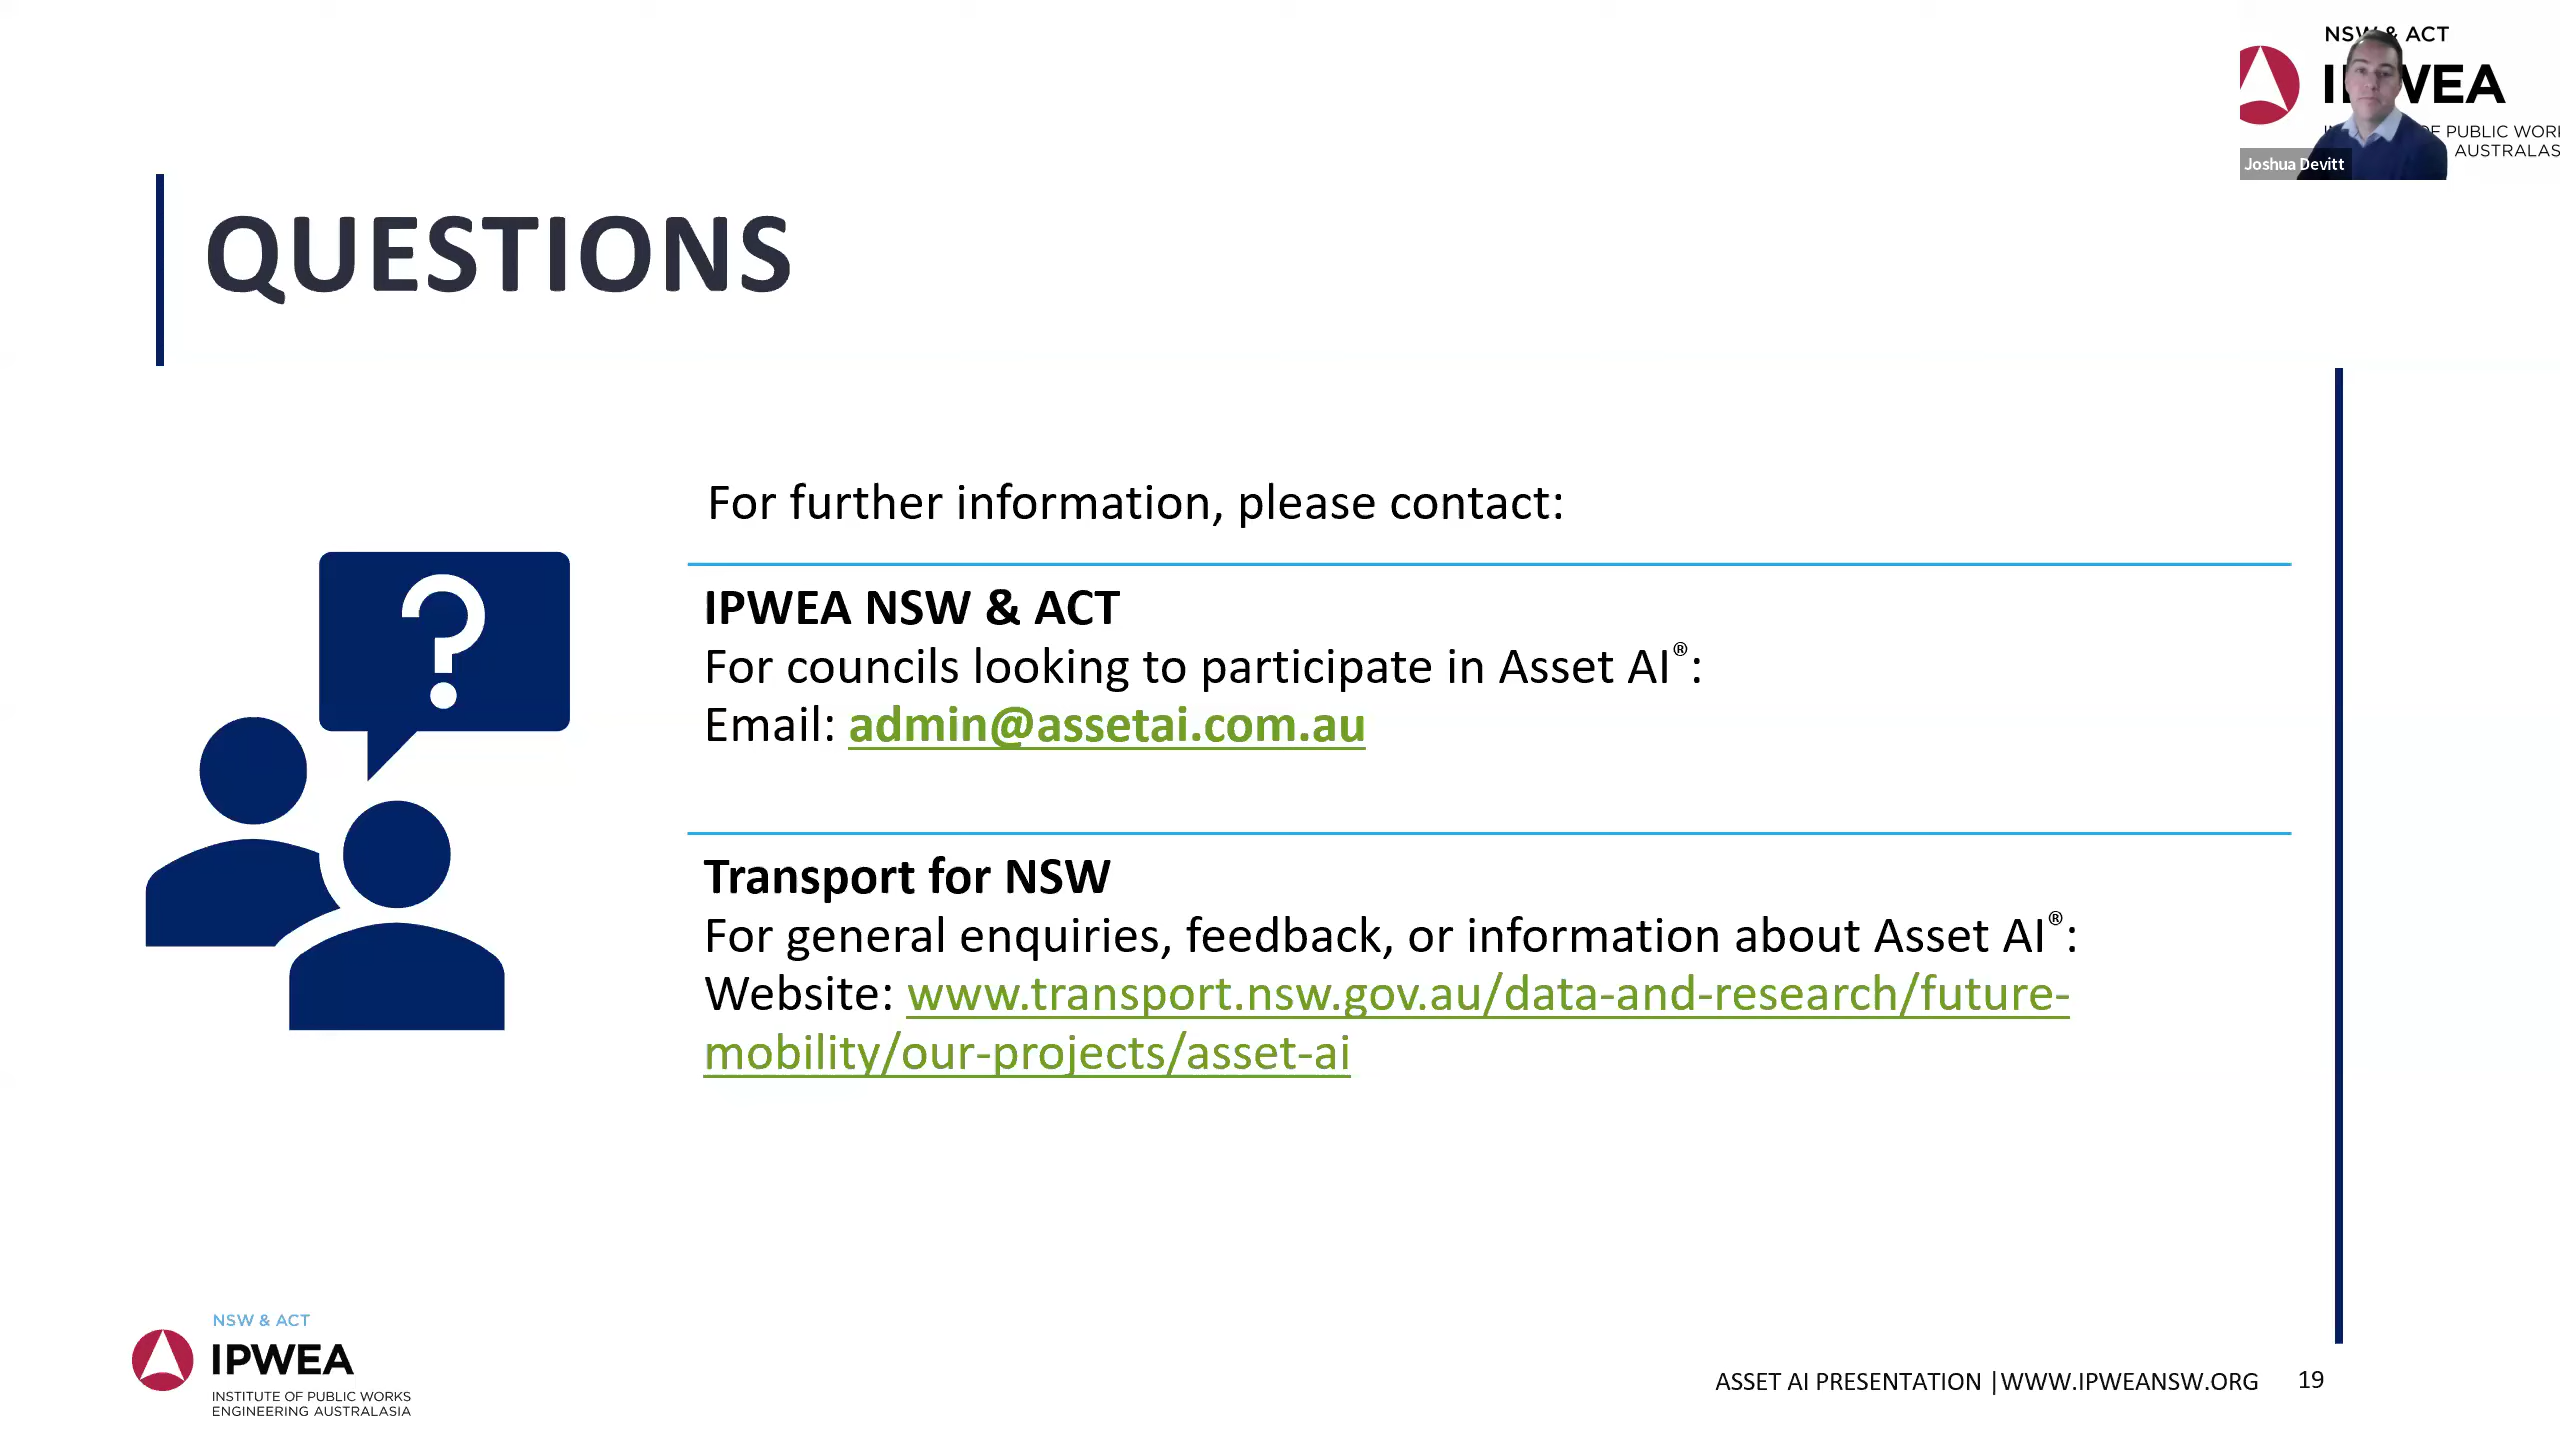 NSW & ACT
WEA
PUBLIC WOR
AUSTRALAS
Joshua Devitt
QUESTIONS
?
For further information, please contact:
IPWEA NSW & ACT
For councils looking to participate in Asset AI®:
Email: admin@assetai.com.au
Transport for NSW
For general enquiries, feedback, or information about Asset AI®:
Website: www.transport.nsw.gov.au/data-and-research/future-
mobility/our-projects/asset-ai
NSW & ACT
IPWEA
INSTITUTE OF PUBLIC WORKS
ENGINEERING AUSTRALASIA
ASSET AI PRESENTATION |WWW.IPWEANSW.ORG 19